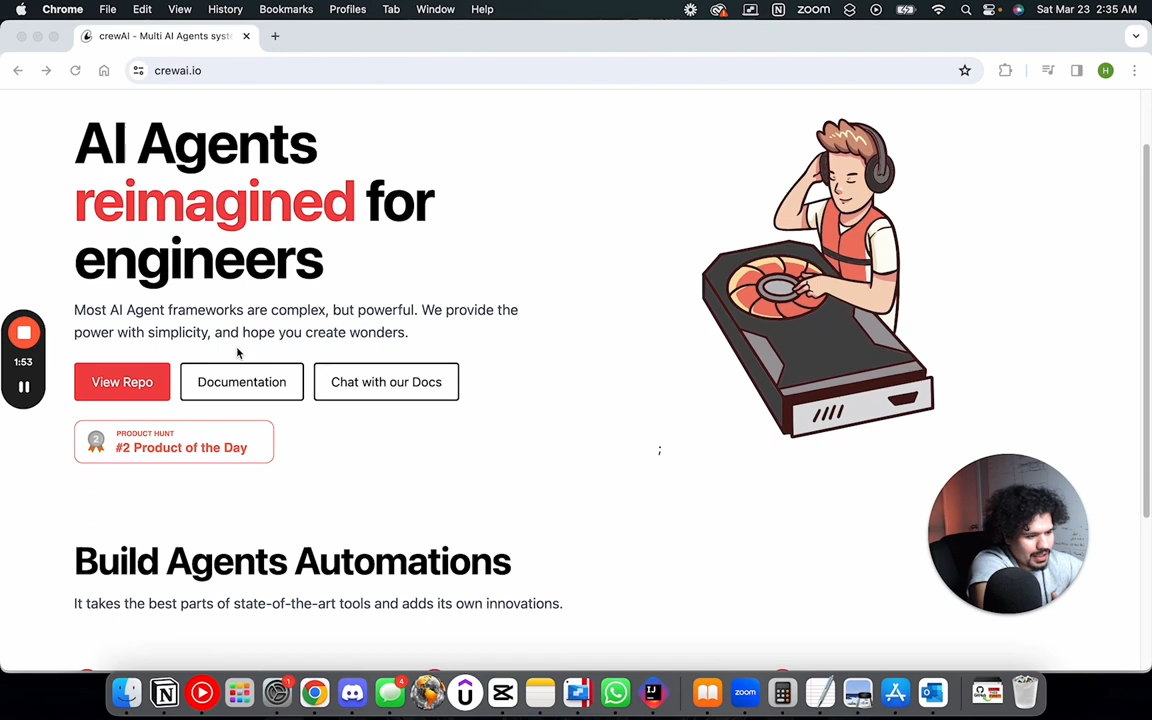 Chrome File Edit View History Bookmarks Profiles Tab Window Help zoom Sat Mar 23 2:35 AM
crewAI - Multi AI Agents syst
crewai.io
H
AI Agents
reimagined for
engineers
Most AI Agent frameworks are complex, but powerful. We provide the
power with simplicity, and hope you create wonders.
1:53
View Repo Documentation Chat with our Docs
2 PRODUCT HUNT
#2 Product of the Day
;
Build Agents Automations
It takes the best parts of state-of-the-art tools and adds its own innovations.
1 4 zoom